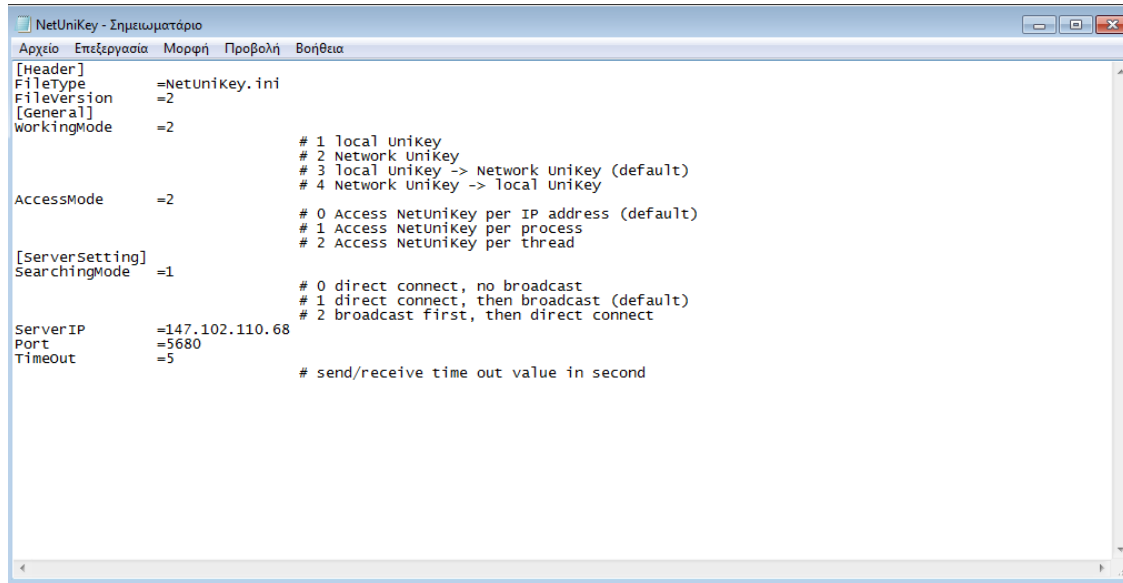 NetUniKey - Σημειωματάριο
Αρχείο Επεξεργασία Μορφή Προβολή Βοήθεια
[Header]
FileType =NetUniKey.ini
FileVersion =2
[General]
WorkingMode =2
# 1 local UniKey
# 2 Network UniKey
# 3 local UniKey -> Network UniKey (default)
# 4 Network UniKey -> local UniKey
AccessMode =2
# 0 Access NetUniKey per IP address (default)
# 1 Access NetUniKey per process
# 2 Access NetUniKey per thread
[ServerSetting]
SearchingMode =1
# 0 direct connect, no broadcast
# 1 direct connect, then broadcast (default)
# 2 broadcast first, then direct connect
ServerIP =147.102.110.68
Port =5680
TimeOut =5
# send/receive time out value in second